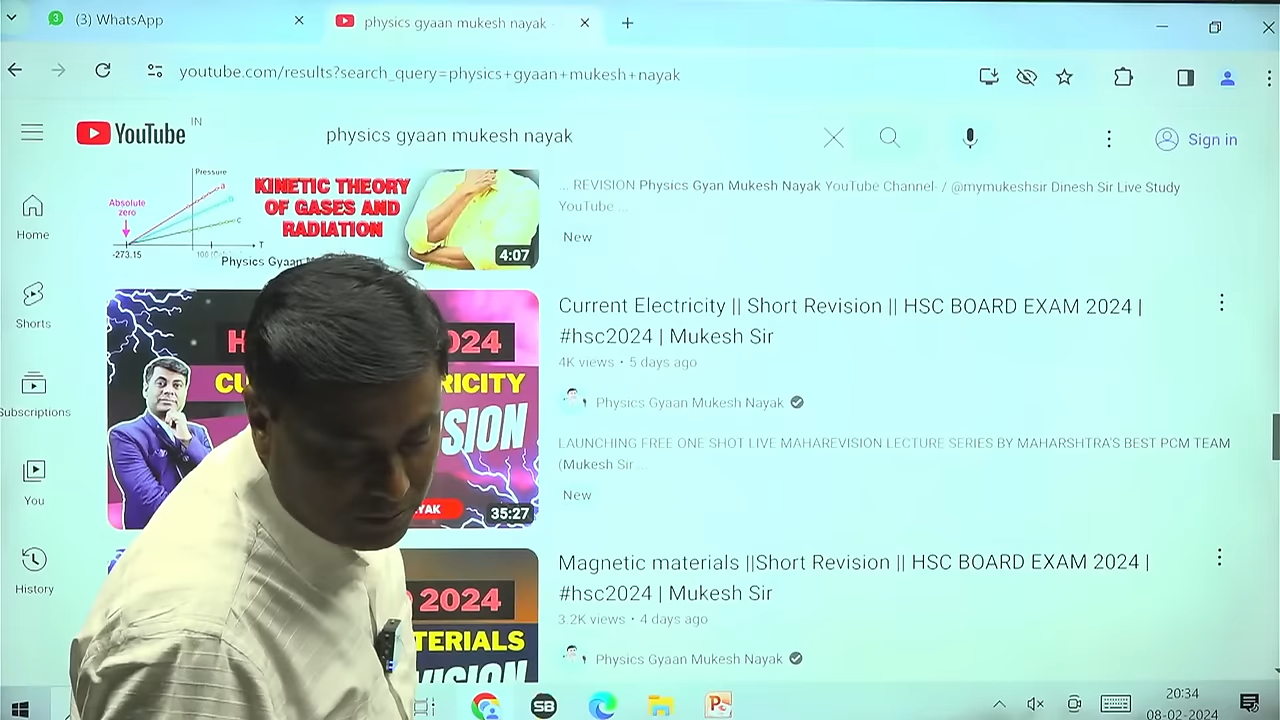 (3) WhatsApp
physics gyaan mukesh nayak
youtube.com/results?search_query=physics+gyaan+mukesh+nayak
YouTube IN
physics gyaan mukesh nayak
Sign in
Home
Shorts
Subscriptions
You
History
Pressure
Absolute
zero
-273.15
100
T
KINETIC THEORY
OF GASES AND
RADIATION
Physics Gyaan
4:07
... REVISION Physics Gyan Mukesh Nayak YouTube Channel- / @mymukeshsir Dinesh Sir Live Study
YouTube ...
New
35:27
Current Electricity || Short Revision || HSC BOARD EXAM 2024 |
#hsc2024 | Mukesh Sir
4K views • 5 days ago
Physics Gyaan Mukesh Nayak
LAUNCHING FREE ONE SHOT LIVE MAHAREVISION LECTURE SERIES BY MAHARSHTRA'S BEST PCM TEAM
(Mukesh Sir ...
New
2024
Magnetic materials ||Short Revision || HSC BOARD EXAM 2024 |
#hsc2024 | Mukesh Sir
3.2K views • 4 days ago
Physics Gyaan Mukesh Nayak
SB
20:34
08-02-2024